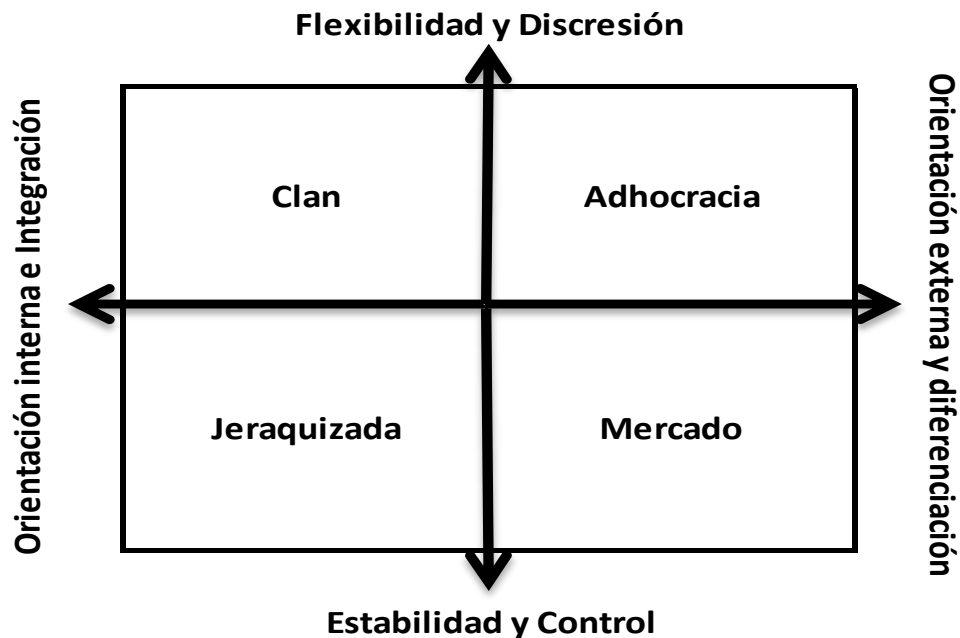 Flexibilidad y Discresión
Orientación interna e Integración
Clan
Adhocracia
Orientación externa y diferenciación
Jeraquizada
Mercado
Estabilidad y Control